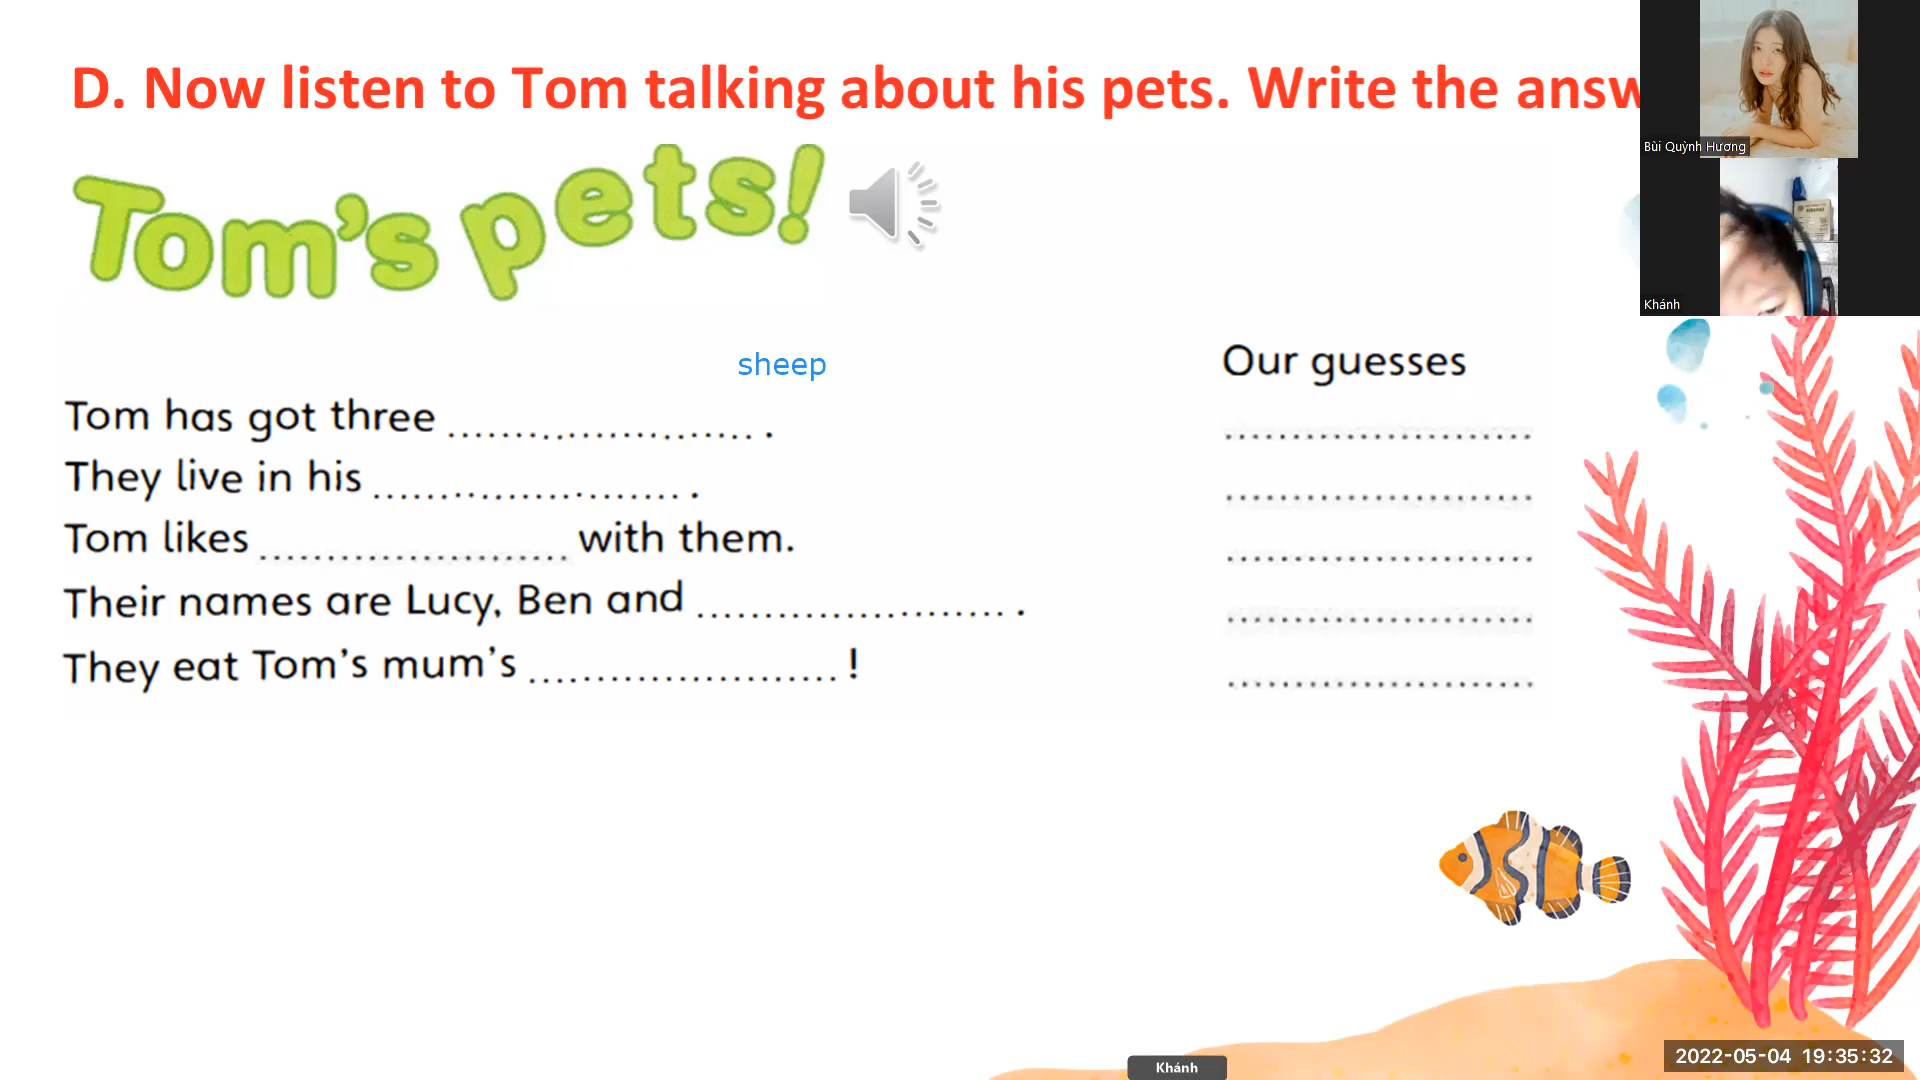 D. Now listen to Tom talking about his pets. Write the answ
Tom's pets!
sheep
Our guesses
Tom has got three ...................... .
They live in his ...................... .
Tom likes ...................... with them.
Their names are Lucy, Ben and ...................... .
They eat Tom's mum's ...................... !
Bùi Quỳnh Hương
Khánh
Khánh
2022-05-04 19:35:32